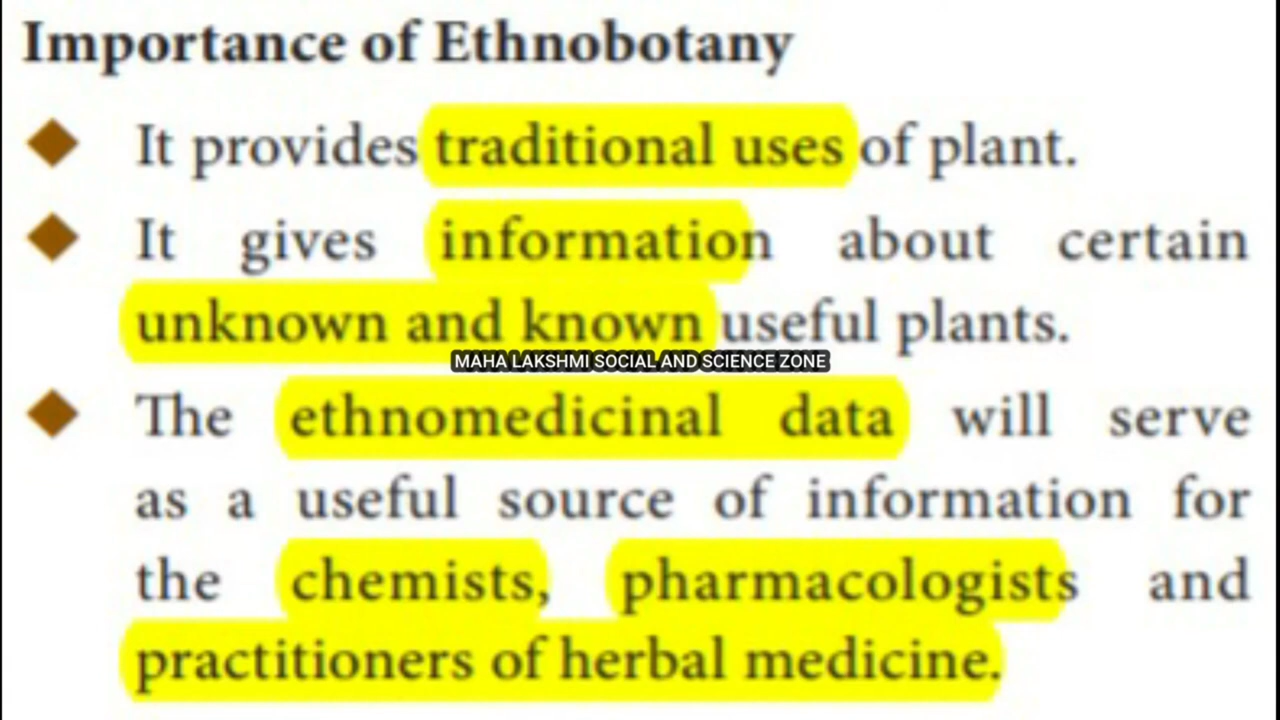 Importance of Ethnobotany
It provides traditional uses of plant.
It gives information about certain
unknown and known useful plants.
MAHA LAKSHMI SOCIAL AND SCIENCE ZONE
The ethnomedicinal data will serve
as a useful source of information for
the chemists, pharmacologists and
practitioners of herbal medicine.